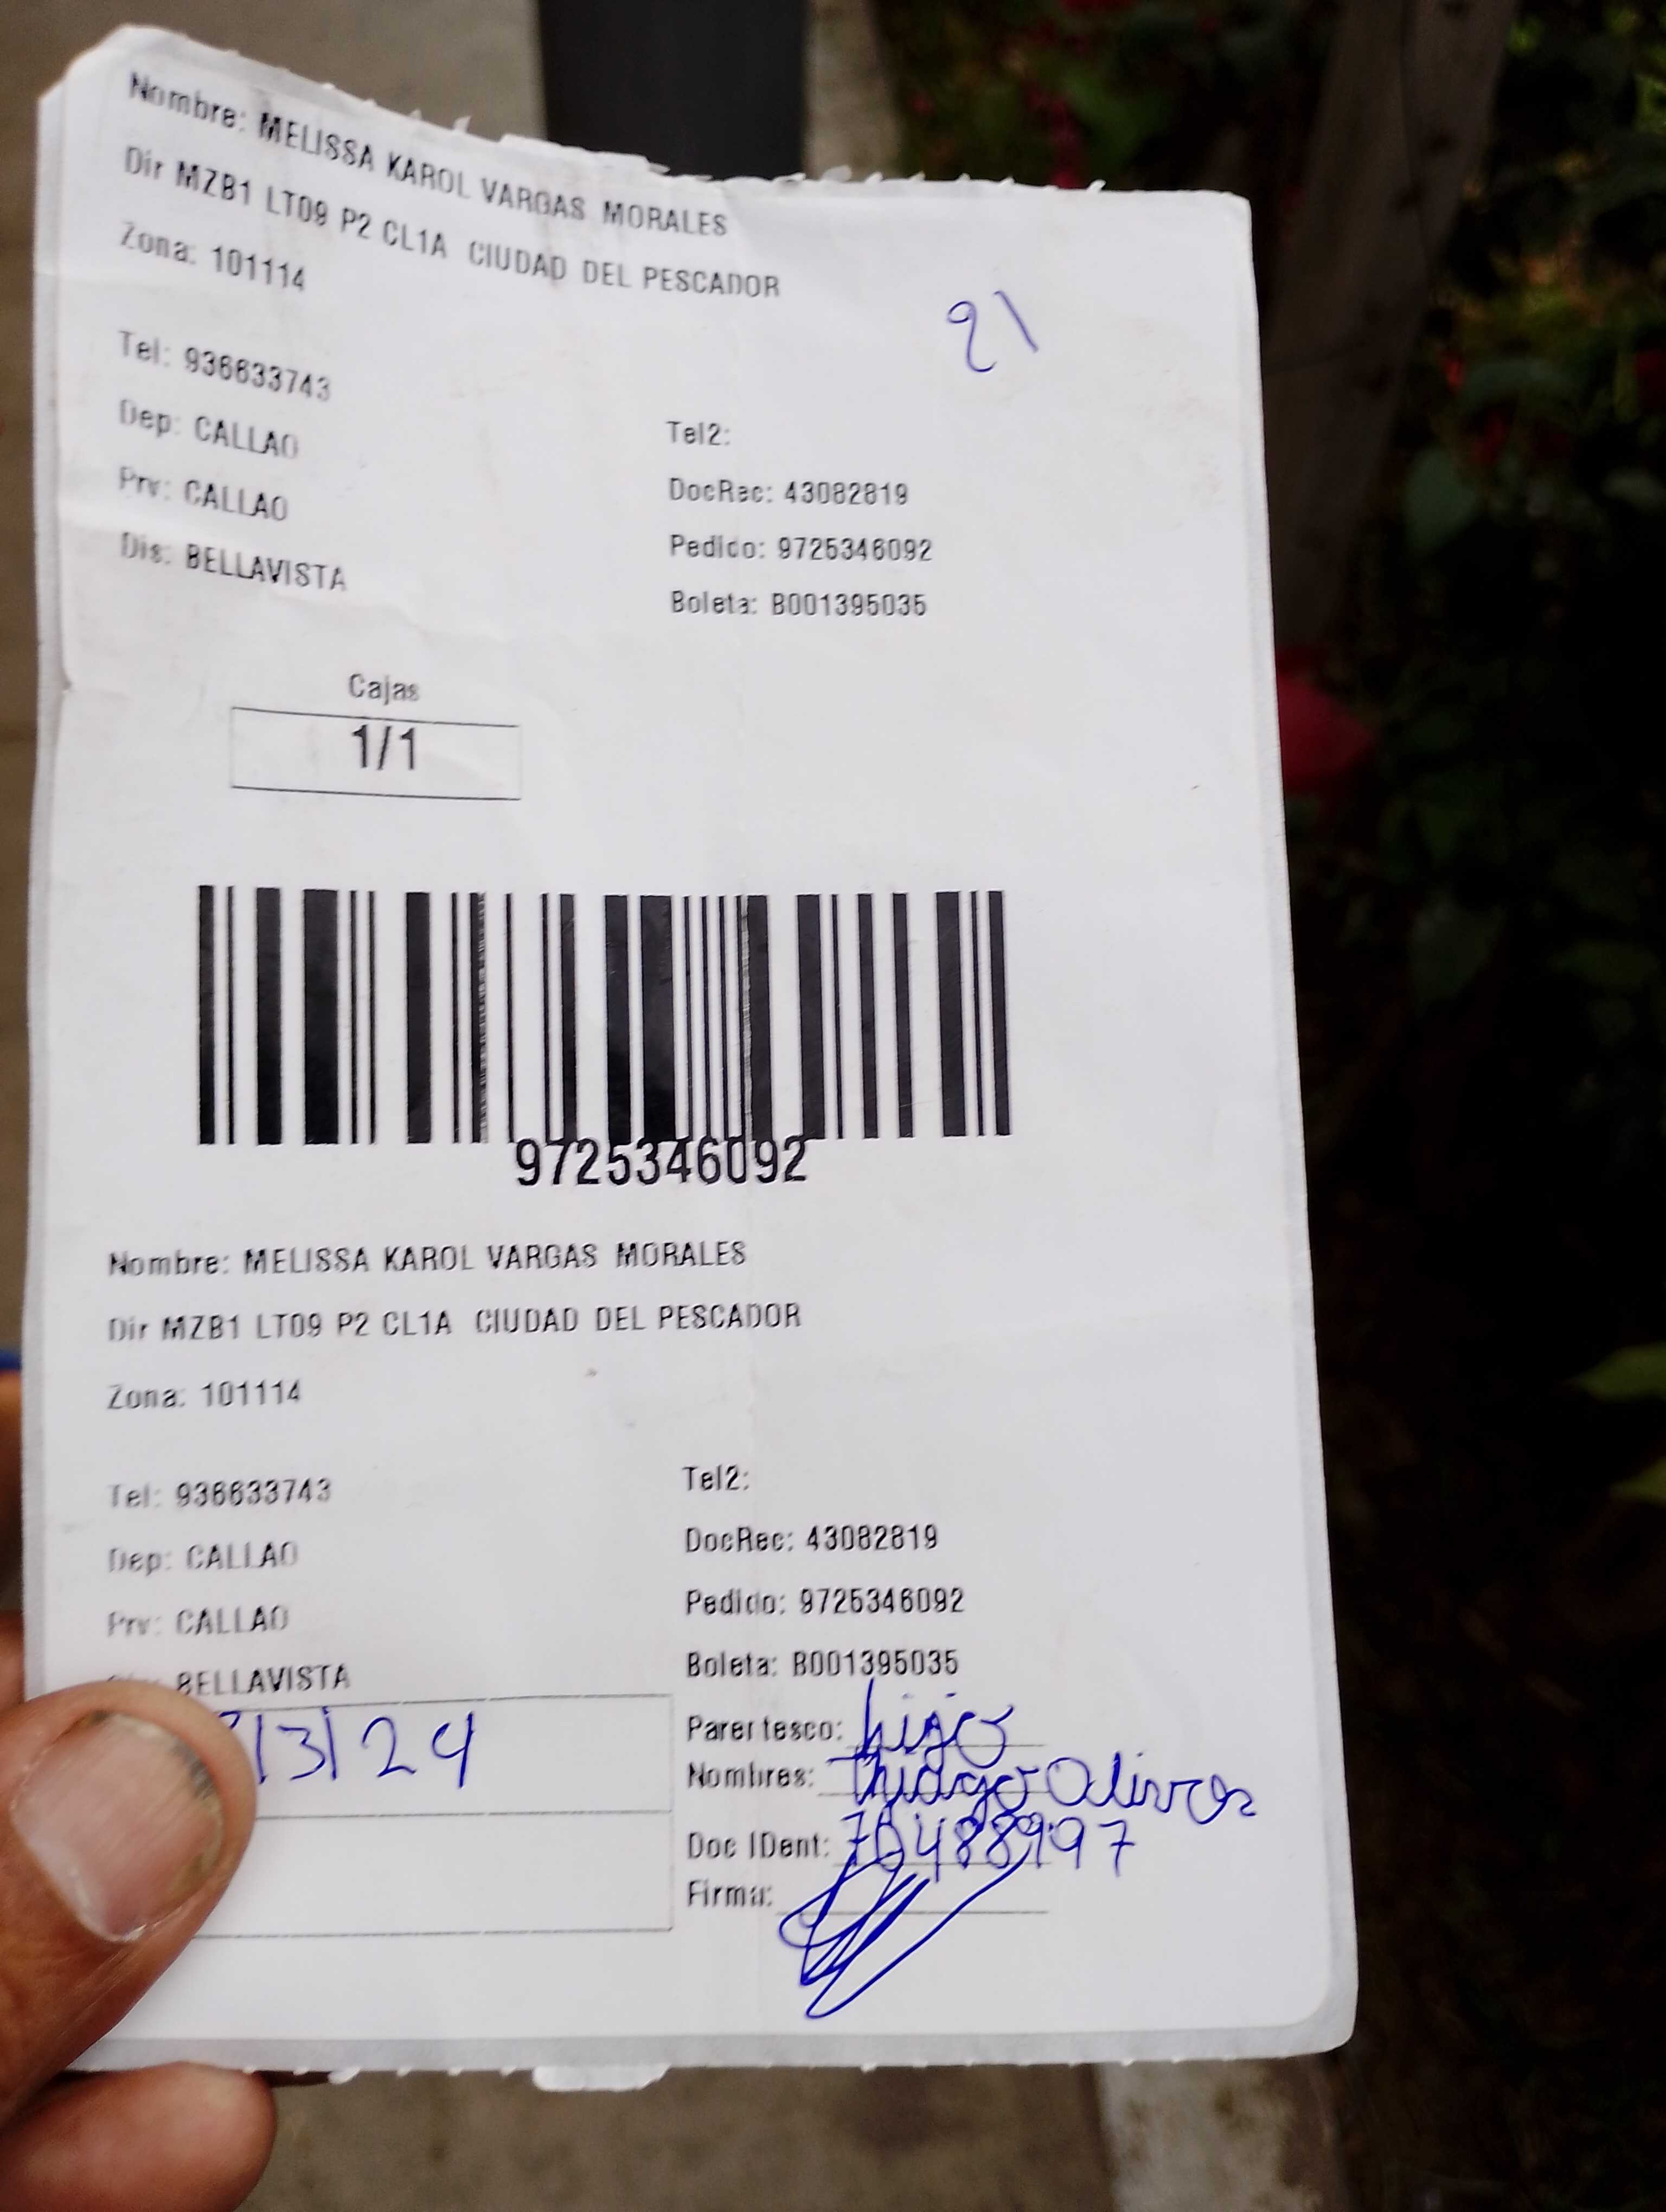 Nombre: MELISSA KAROL VARGAS MORALES
Dir MZB1 LT09 P2 CL1A CIUDAD DEL PESCADOR
Zona: 101114
21
Tel: 936633743
Tel2:
Dep: CALLAO
DocRec: 43082819
Prv: CALLAO
Pedido: 9725346092
Dis: BELLAVISTA
Boleta: B001395035
Cajas
1/1
9725346092
Nombre: MELISSA KAROL VARGAS MORALES
Dir MZB1 LT09 P2 CL1A CIUDAD DEL PESCADOR
Zona: 101114
Tel: 936633743
Tel2:
Dep: CALLAO
DocRec: 43082819
Prv: CALLAO
Pedido: 9725346092
BELLAVISTA
Boleta: B001395035
/3/24
Parentesco: hijo
Nombres: Thiago Olivos
Doc IDent:
Firma: